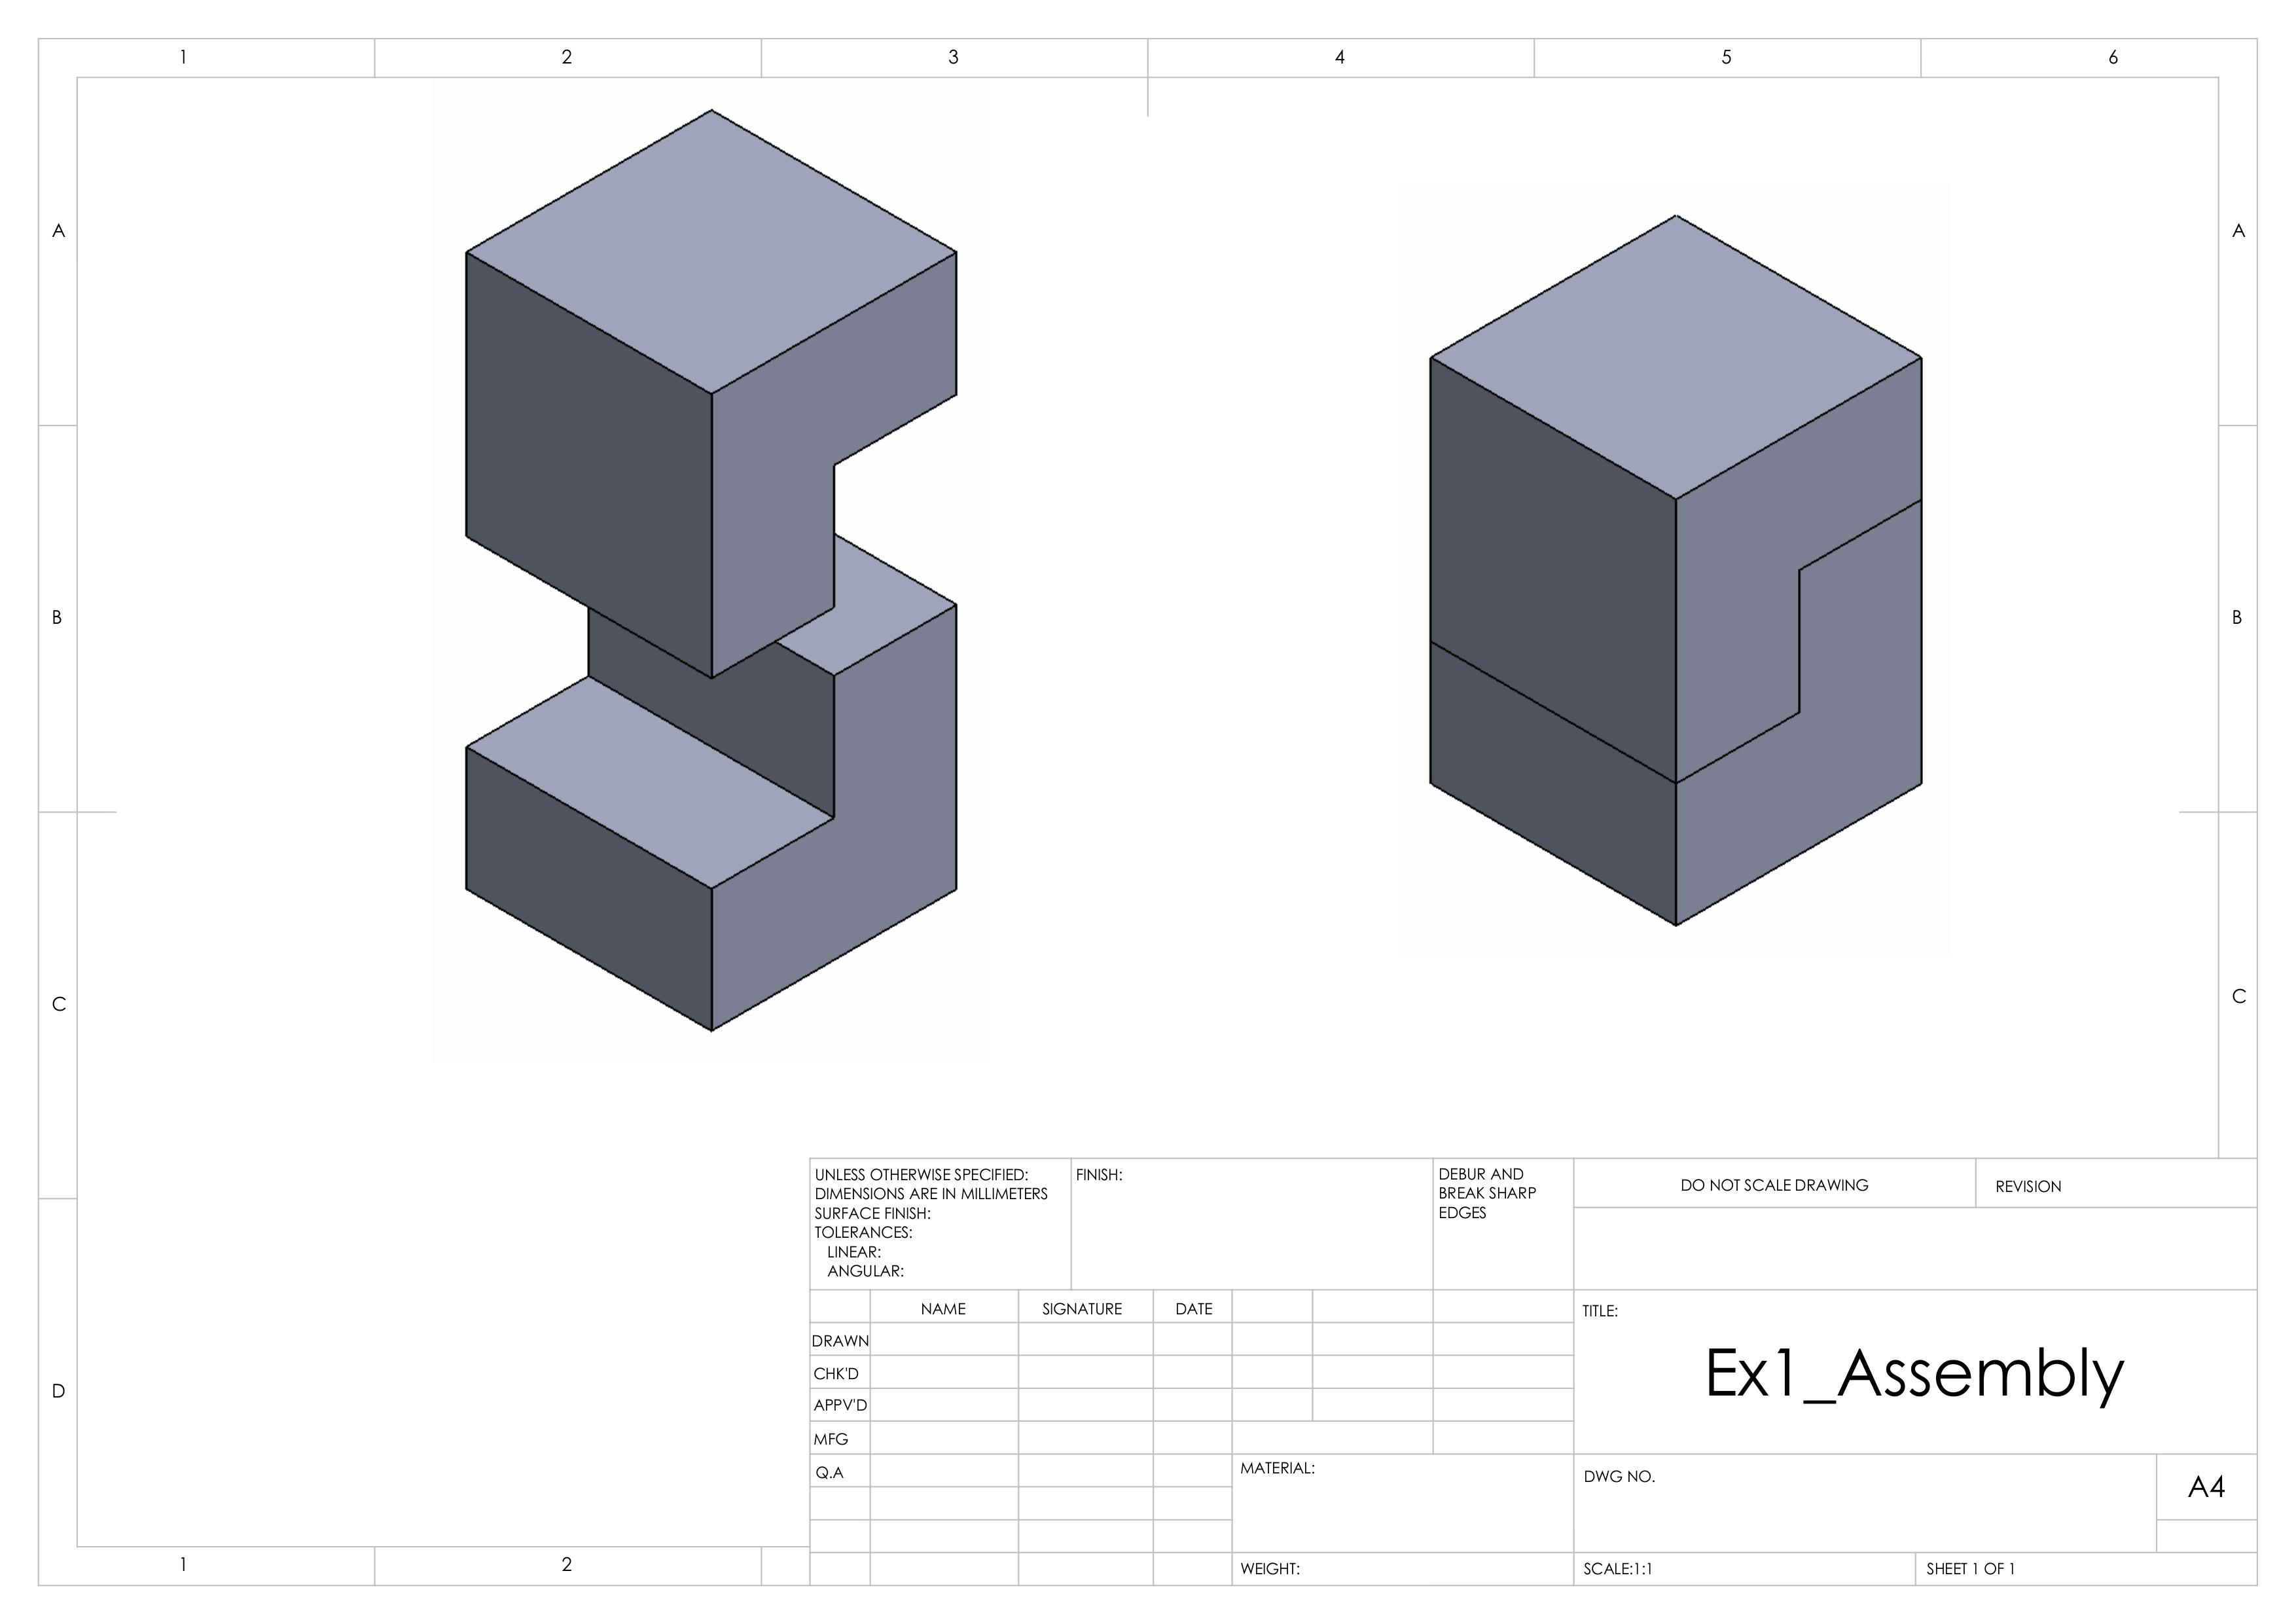 1 2 3 4 5 6
A A
B B
C C
D
UNLESS OTHERWISE SPECIFIED:
DIMENSIONS ARE IN MILLIMETERS
SURFACE FINISH:
TOLERANCES:
LINEAR:
ANGULAR:
FINISH:
DEBUR AND
BREAK SHARP
EDGES
DO NOT SCALE DRAWING
REVISION
NAME SIGNATURE DATE
DRAWN
CHK'D
APPV'D
MFG
Q.A
TITLE:
Ex1_Assembly
MATERIAL:
DWG NO.
A4
WEIGHT:
SCALE:1:1
SHEET 1 OF 1
1 2